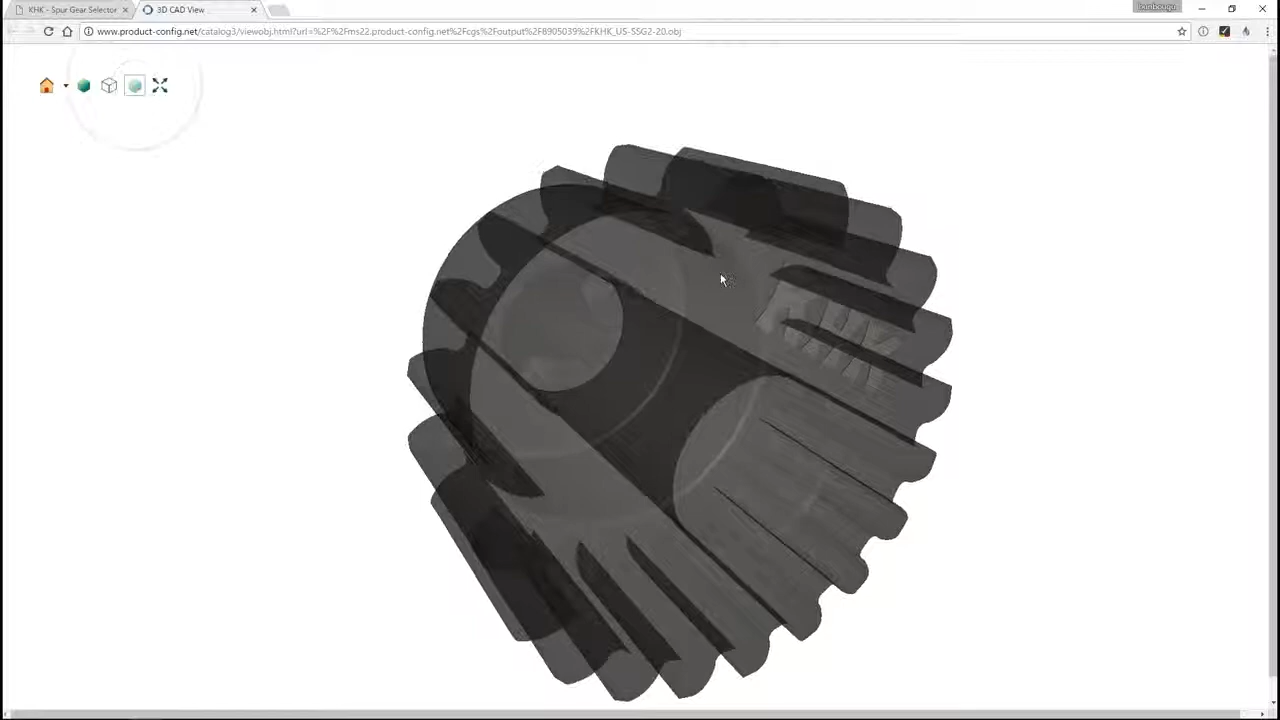 KHK - Spur Gear Selector
3D CAD View
www.product-config.net/catalog3/viewobj.html?url=%2F%2Fms22.product-config.net%2Fcgs%2Foutput%2F8905039%2FKHK_US-SSG2-20.obj